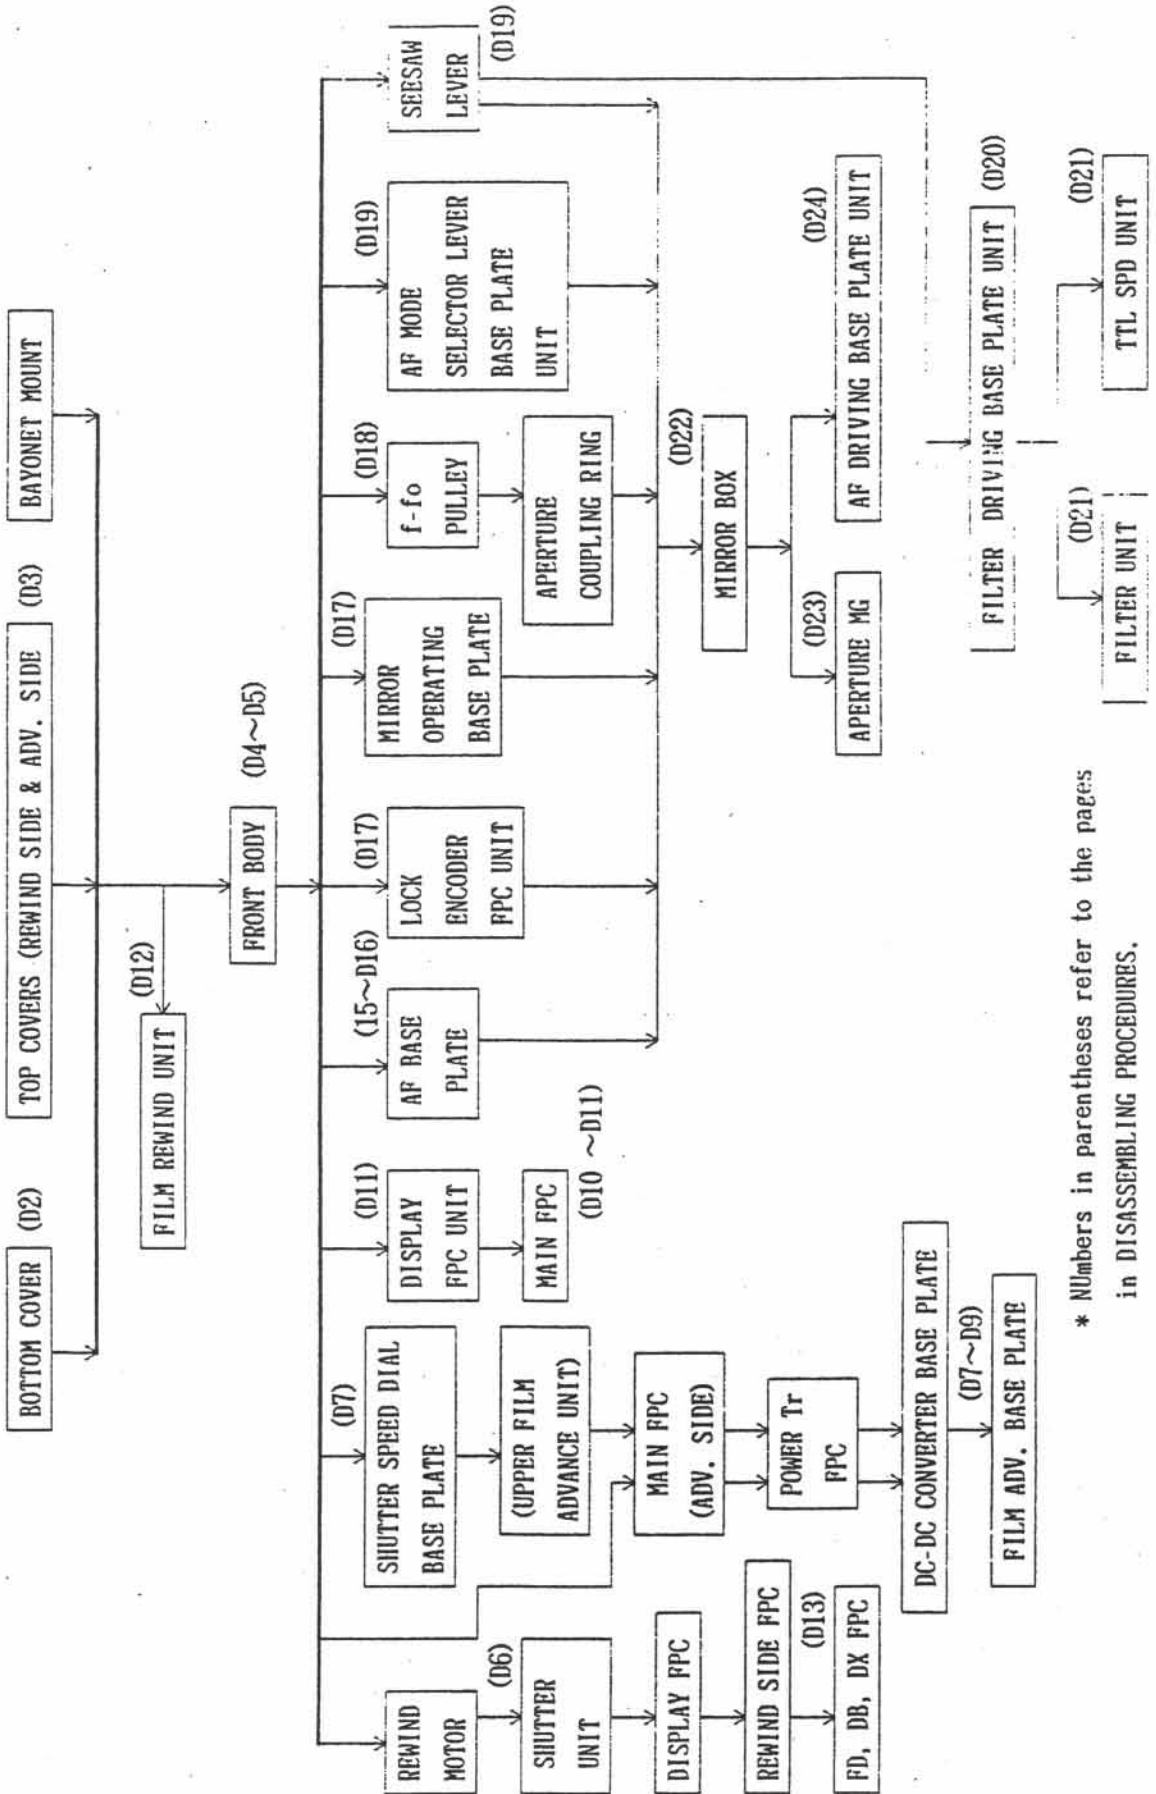 BOTTOM COVER (D2)
TOP COVERS (REWIND SIDE & ADV. SIDE) (D3)
BAYONET MOUNT
FILM REWIND UNIT
(D12)
FRONT BODY
(D4~D5)
REWIND
MOTOR
(D6)
SHUTTER
UNIT
DISPLAY FPC
REWIND SIDE FPC
(D13)
FD, DB, DX FPC
(D7)
SHUTTER SPEED DIAL
BASE PLATE
(UPPER FILM
ADVANCE UNIT)
MAIN FPC
(ADV. SIDE)
POWER Tr
FPC
DC-DC CONVERTER BASE PLATE
(D7~D9)
FILM ADV. BASE PLATE
(D11)
DISPLAY
FPC UNIT
MAIN FPC
(D10 ~D11)
(15~D16)
AF BASE
PLATE
(D17)
LOCK
ENCODER
FPC UNIT
(D17)
MIRROR
OPERATING
BASE PLATE
(D18)
f-fo
PULLEY
APERTURE
COUPLING RING
(D19)
AF MODE
SELECTOR LEVER
BASE PLATE
UNIT
SEESAW
LEVER
(D19)
(D22)
MIRROR BOX
(D23)
APERTURE MG
(D24)
AF DRIVING BASE PLATE UNIT
FILTER DRIVING BASE PLATE UNIT (D20)
(D21)
FILTER UNIT
(D21)
TTL SPD UNIT
* NUmbers in parentheses refer to the pages
in DISASSEMBLING PROCEDURES.